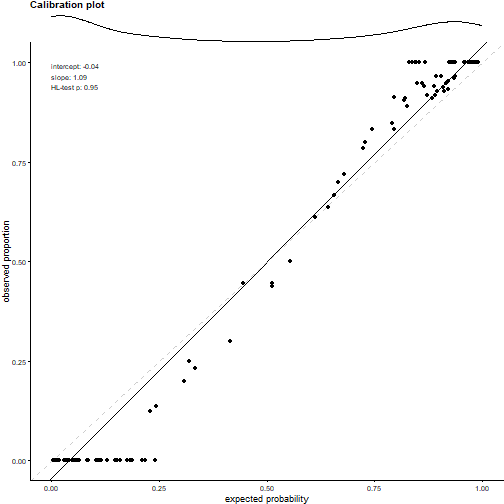 Calibration plot
intercept: -0.04
slope: 1.09
HL-test p: 0.95
1.00
0.75
0.50
0.25
0.00
observed proportion
0.00 0.25 0.50 0.75 1.00
expected probability